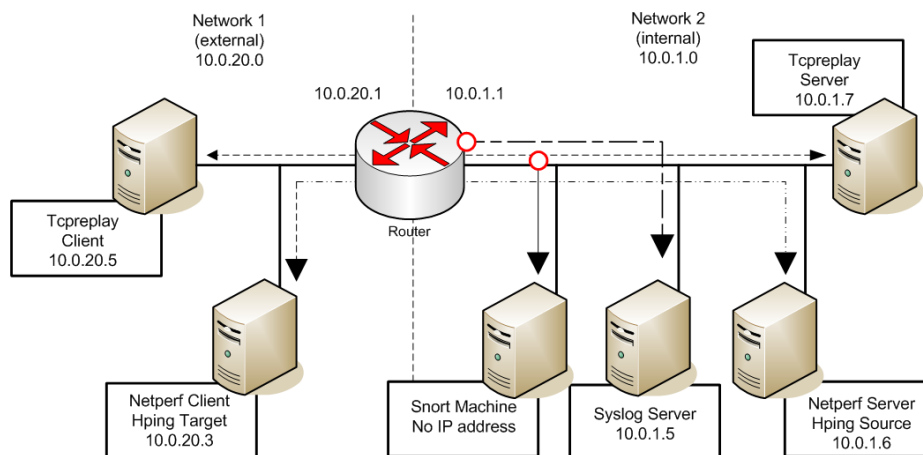 Network 1
(external)
10.0.20.0
Network 2
(internal)
10.0.1.0
Tcpreplay
Server
10.0.1.7
10.0.20.1
10.0.1.1
Router
Tcpreplay
Client
10.0.20.5
Netperf Client
Hping Target
10.0.20.3
Snort Machine
No IP address
Syslog Server
10.0.1.5
Netperf Server
Hping Source
10.0.1.6